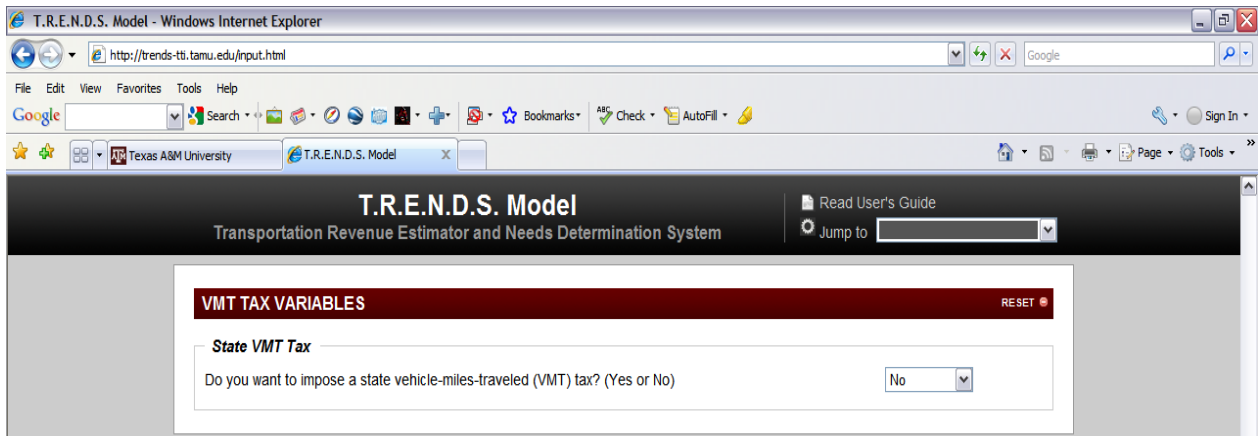 T.R.E.N.D.S. Model - Windows Internet Explorer
http://trends-tti.tamu.edu/input.html
Google
File Edit View Favorites Tools Help
Google Search Bookmarks ABC Check AutoFill Sign In
Texas A&M University T.R.E.N.D.S. Model X Page Tools »
T.R.E.N.D.S. Model
Transportation Revenue Estimator and Needs Determination System
Read User's Guide
Jump to
VMT TAX VARIABLES RESET
State VMT Tax
Do you want to impose a state vehicle-miles-traveled (VMT) tax? (Yes or No) No